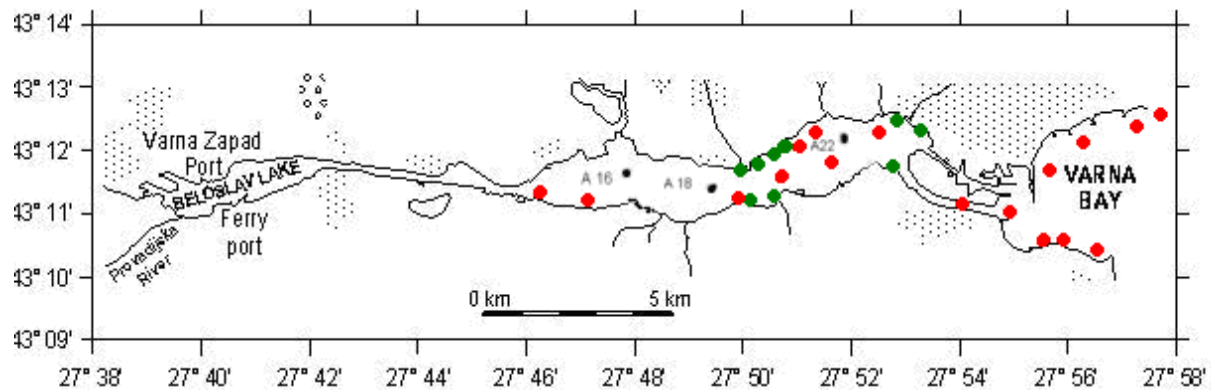 43° 14'
43° 13'
43° 12'
43° 11'
43° 10'
43° 09'
Varna Zapad
Port
BELOSLAV LAKE
Ferry
port
Provadijska
River
A 16
A 18
A22
VARNA
BAY
0 km
5 km
27° 38'
27° 40'
27° 42'
27° 44'
27° 46'
27° 48'
27° 50'
27° 52'
27° 54'
27° 56'
27° 58'